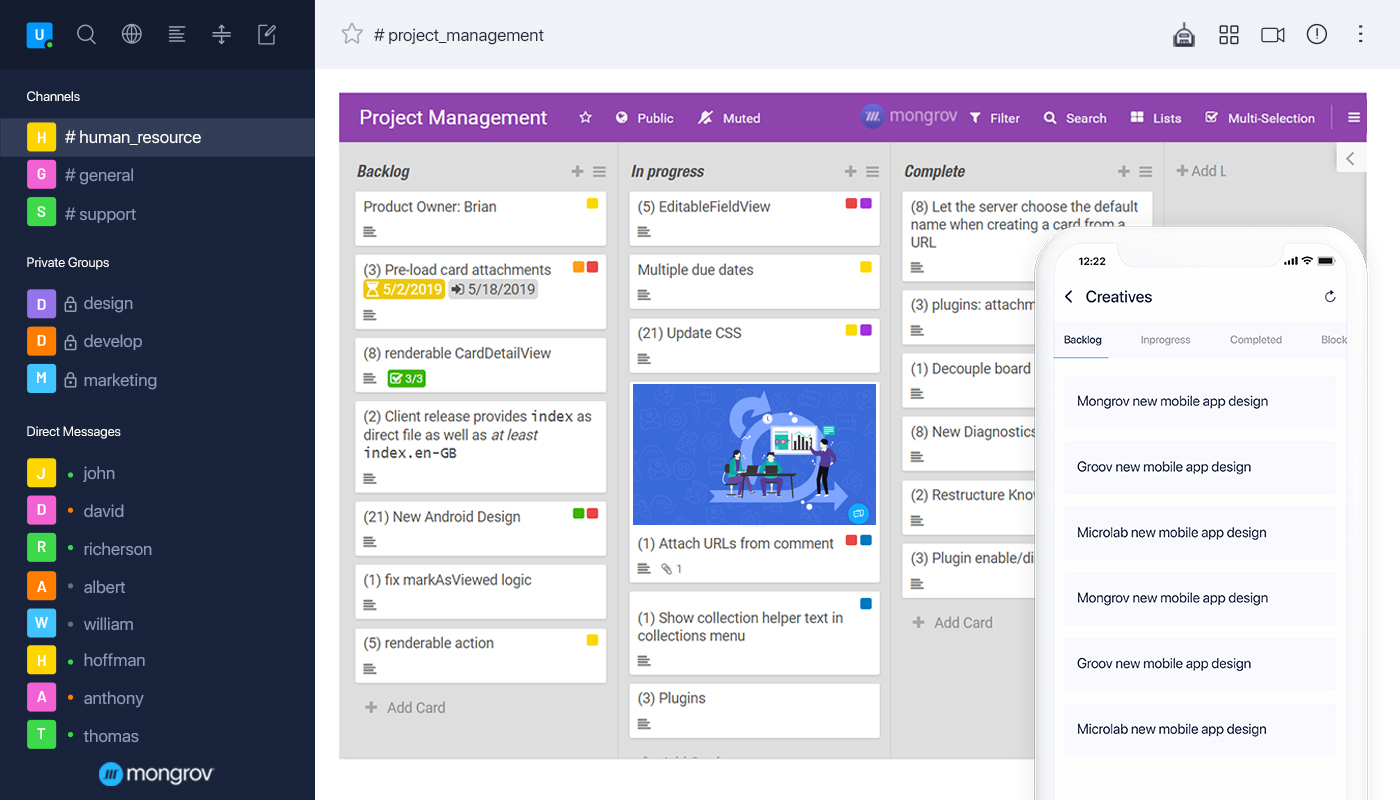 U
Channels
H # human_resource
G # general
S # support
Private Groups
D design
D develop
M marketing
Direct Messages
J john
D david
R richerson
A albert
W william
H hoffman
A anthony
T thomas
mongrov
# project_management
Project Management Public Muted mongrov Filter Search Lists Multi-Selection
Backlog
Product Owner: Brian
(3) Pre-load card attachments
5/2/2019 5/18/2019
(8) renderable CardDetailView
3/3
(2) Client release provides index as
direct file as well as at least
index.en-GB
(21) New Android Design
(1) fix markAsViewed logic
(5) renderable action
+ Add Card
In progress
(5) EditableFieldView
Multiple due dates
(21) Update CSS
(1) Attach URLs from comment
1
(1) Show collection helper text in
collections menu
(3) Plugins
Complete
(8) Let the server choose the default
name when creating a card from a
URL
(3) plugins: attachm
(1) Decouple board
(8) New Diagnostics
(2) Restructure Know
(3) Plugin enable/di
+ Add Card
+ Add L
12:22
Creatives
Backlog Inprogress Completed Block
Mongrov new mobile app design
Groov new mobile app design
Microlab new mobile app design
Mongrov new mobile app design
Groov new mobile app design
Microlab new mobile app design